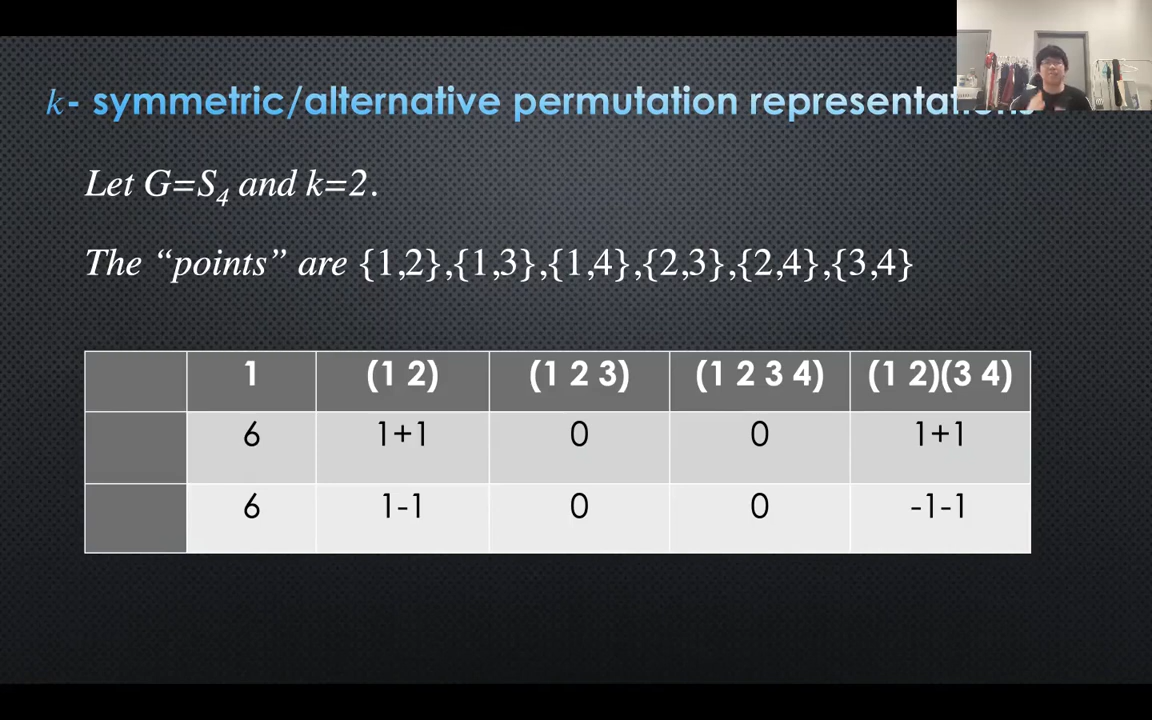 k- symmetric/alternative permutation
Let G=S₄ and k=2.
The “points” are {1,2},{1,3},{1,4},{2,3},{2,4},{3,4}
1 (1 2) (1 2 3) (1 2 3 4) (1 2)(3 4)
6 1+1 0 0 1+1
6 1-1 0 0 -1-1